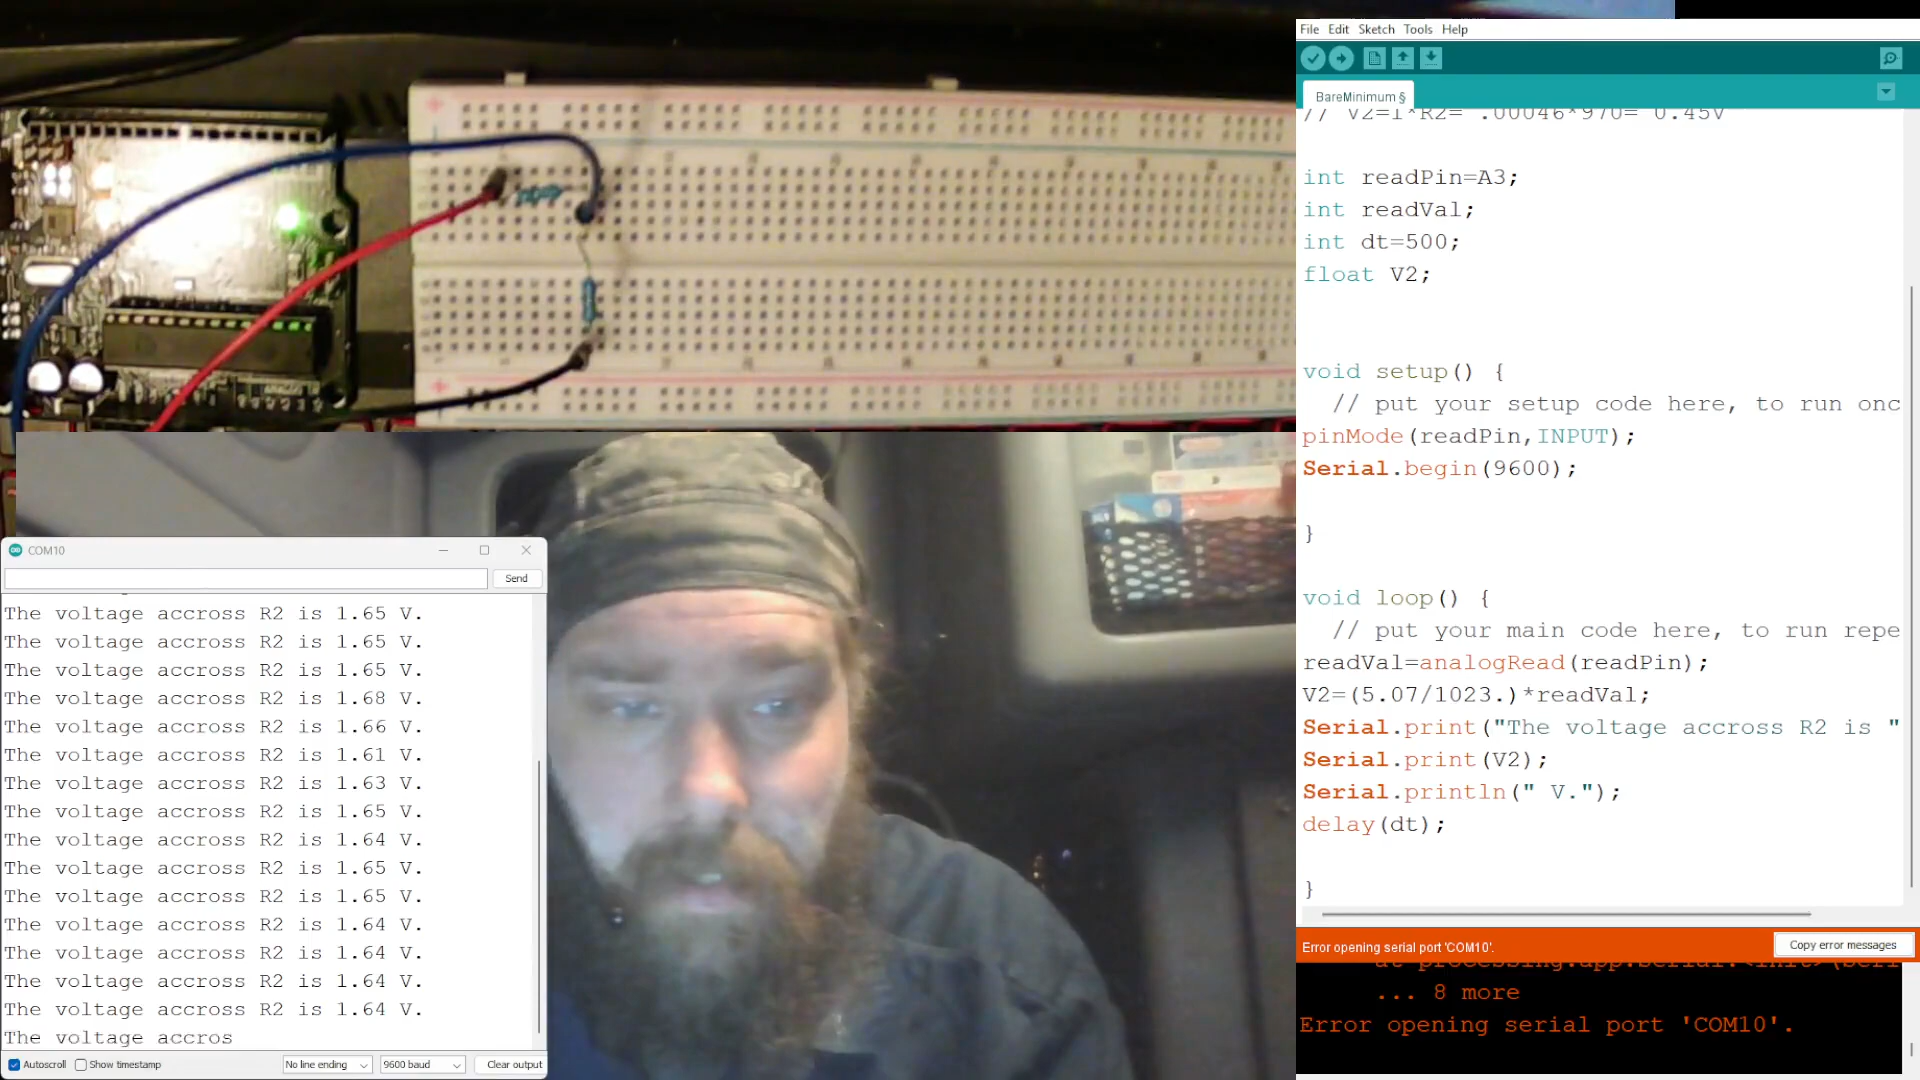 File Edit Sketch Tools Help
BareMinimum §
// V2=I*R2= .00046*970= 0.45V
int readPin=A3;
int readVal;
int dt=500;
float V2;
void setup() {
// put your setup code here, to run onc
pinMode(readPin,INPUT);
Serial.begin(9600);
}
void loop() {
// put your main code here, to run repe
readVal=analogRead(readPin);
V2=(5.07/1023.)*readVal;
Serial.print("The voltage accross R2 is "
Serial.print(V2);
Serial.println(" V.");
delay(dt);
}
Error opening serial port 'COM10'.
Copy error messages
... 8 more
Error opening serial port 'COM10'.
COM10
Send
The voltage accross R2 is 1.65 V.
The voltage accross R2 is 1.65 V.
The voltage accross R2 is 1.65 V.
The voltage accross R2 is 1.68 V.
The voltage accross R2 is 1.66 V.
The voltage accross R2 is 1.61 V.
The voltage accross R2 is 1.63 V.
The voltage accross R2 is 1.65 V.
The voltage accross R2 is 1.64 V.
The voltage accross R2 is 1.65 V.
The voltage accross R2 is 1.65 V.
The voltage accross R2 is 1.64 V.
The voltage accross R2 is 1.64 V.
The voltage accross R2 is 1.64 V.
The voltage accross R2 is 1.64 V.
The voltage accros
Autoscroll Show timestamp No line ending 9600 baud Clear output